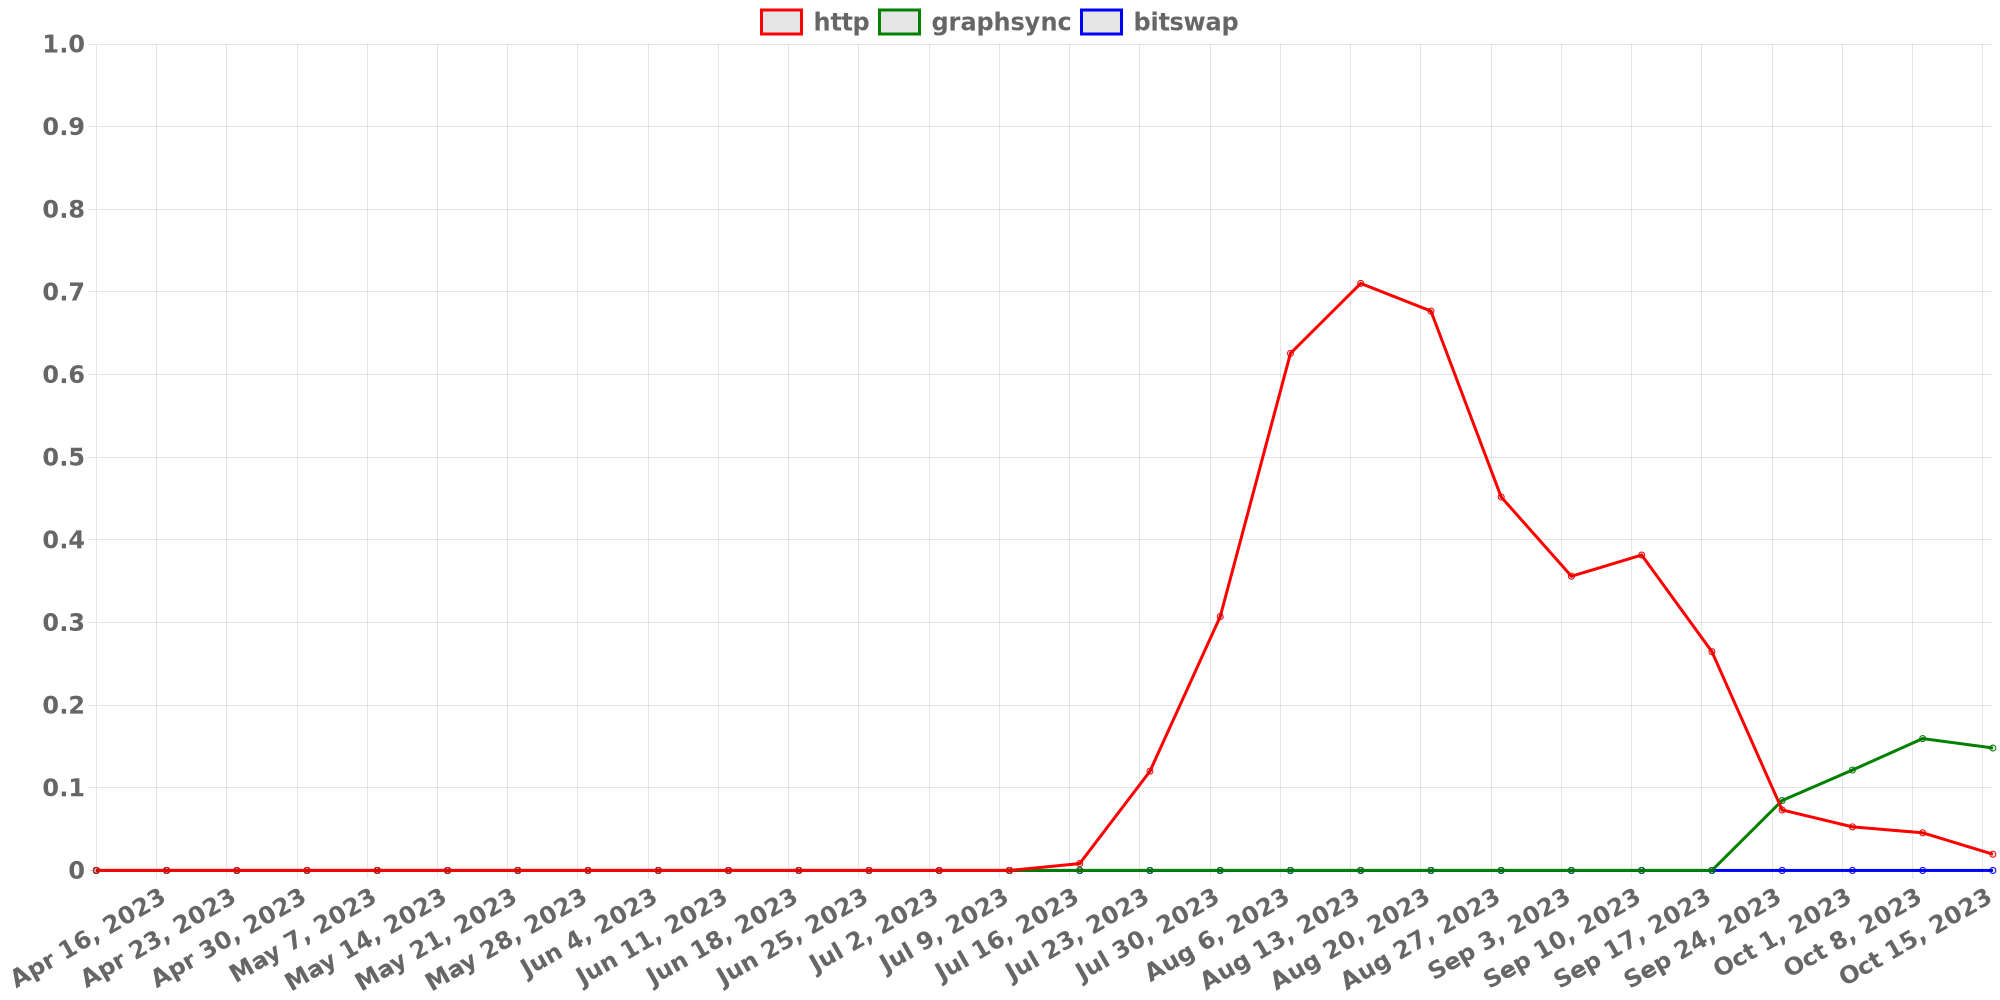 http graphsync bitswap
1.0
0.9
0.8
0.7
0.6
0.5
0.4
0.3
0.2
0.1
0
Apr 16, 2023
Apr 23, 2023
Apr 30, 2023
May 7, 2023
May 14, 2023
May 21, 2023
May 28, 2023
Jun 4, 2023
Jun 11, 2023
Jun 18, 2023
Jun 25, 2023
Jul 2, 2023
Jul 9, 2023
Jul 16, 2023
Jul 23, 2023
Jul 30, 2023
Aug 6, 2023
Aug 13, 2023
Aug 20, 2023
Aug 27, 2023
Sep 3, 2023
Sep 10, 2023
Sep 17, 2023
Sep 24, 2023
Oct 1, 2023
Oct 8, 2023
Oct 15, 2023